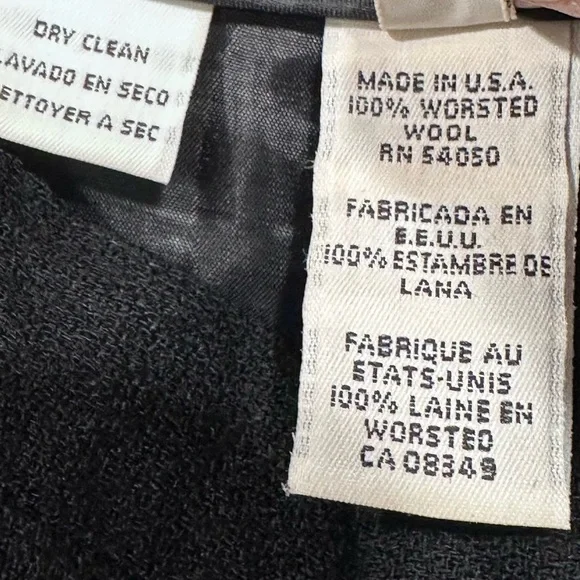 DRY CLEAN
LAVADO EN SECO
ETTOYER A SEC
MADE IN U.S.A.
100% WORSTED
WOOL
RN 54050
FABRICADA EN
E.E.U.U.
100% ESTAMBRE DE
LANA
FABRIQUE AU
ETATS-UNIS
100% LAINE EN
WORSTED
CA 08349